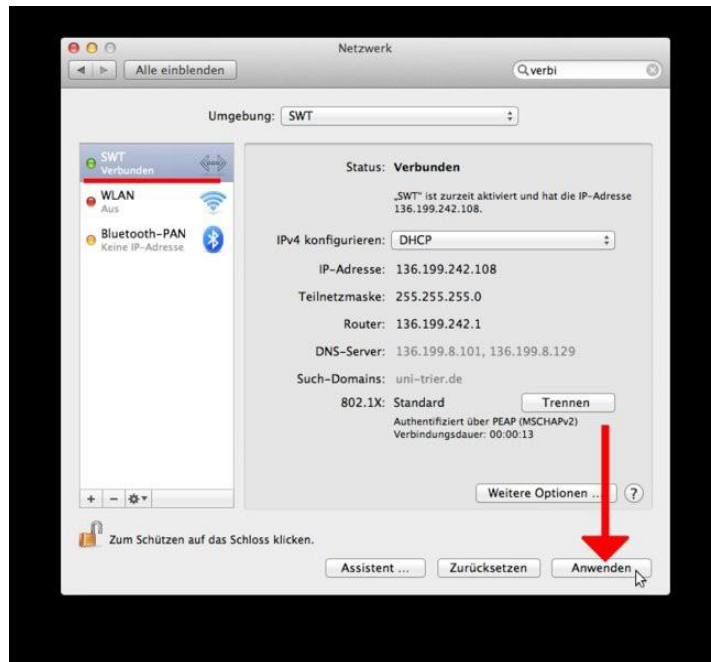 Netzwerk
Alle einblenden
verbi
Umgebung: SWT
SWT
Verbunden
WLAN
Aus
Bluetooth-PAN
Keine IP-Adresse
Status: Verbunden
„SWT“ ist zurzeit aktiviert und hat die IP-Adresse
136.199.242.108.
IPv4 konfigurieren: DHCP
IP-Adresse: 136.199.242.108
Teilnetzmaske: 255.255.255.0
Router: 136.199.242.1
DNS-Server: 136.199.8.101, 136.199.8.129
Such-Domains: uni-trier.de
802.1X: Standard Trennen
Authentifiziert über PEAP (MSCHAPv2)
Verbindungsdauer: 00:00:13
Weitere Optionen ... ?
Zum Schützen auf das Schloss klicken.
Assistent ... Zurücksetzen Anwenden